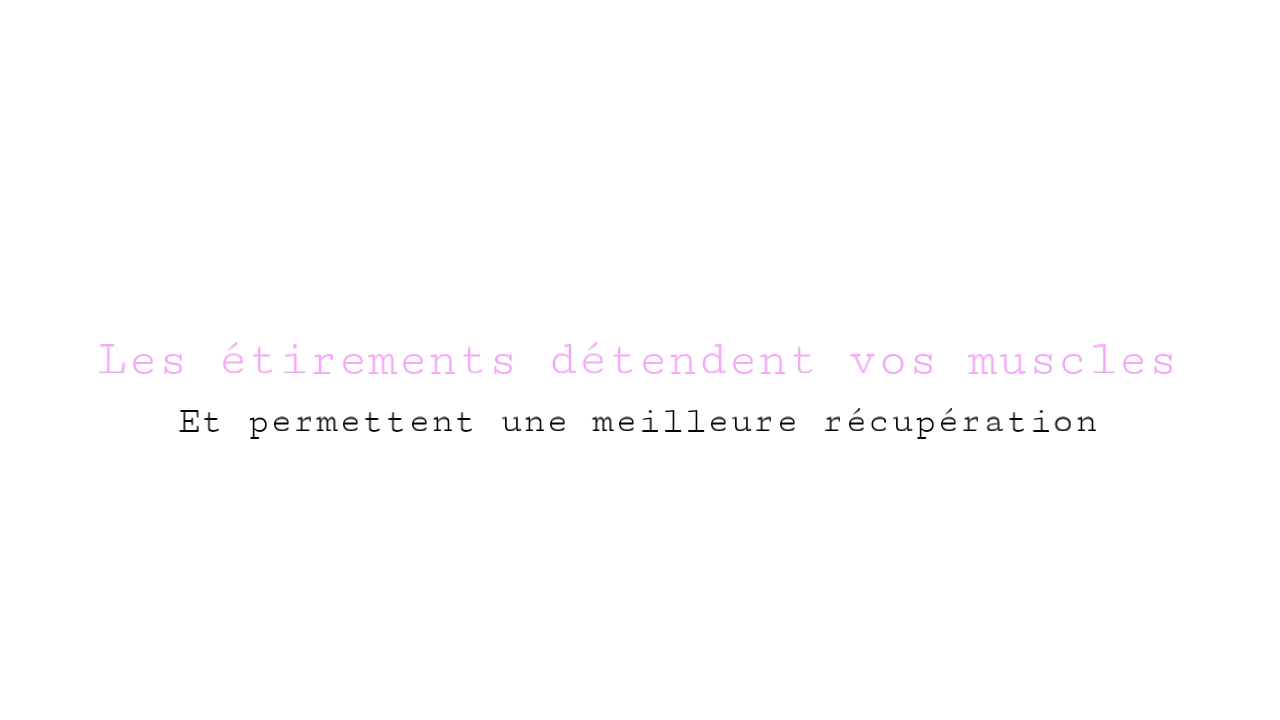 Les étirements détendent vos muscles
Et permettent une meilleure récupération